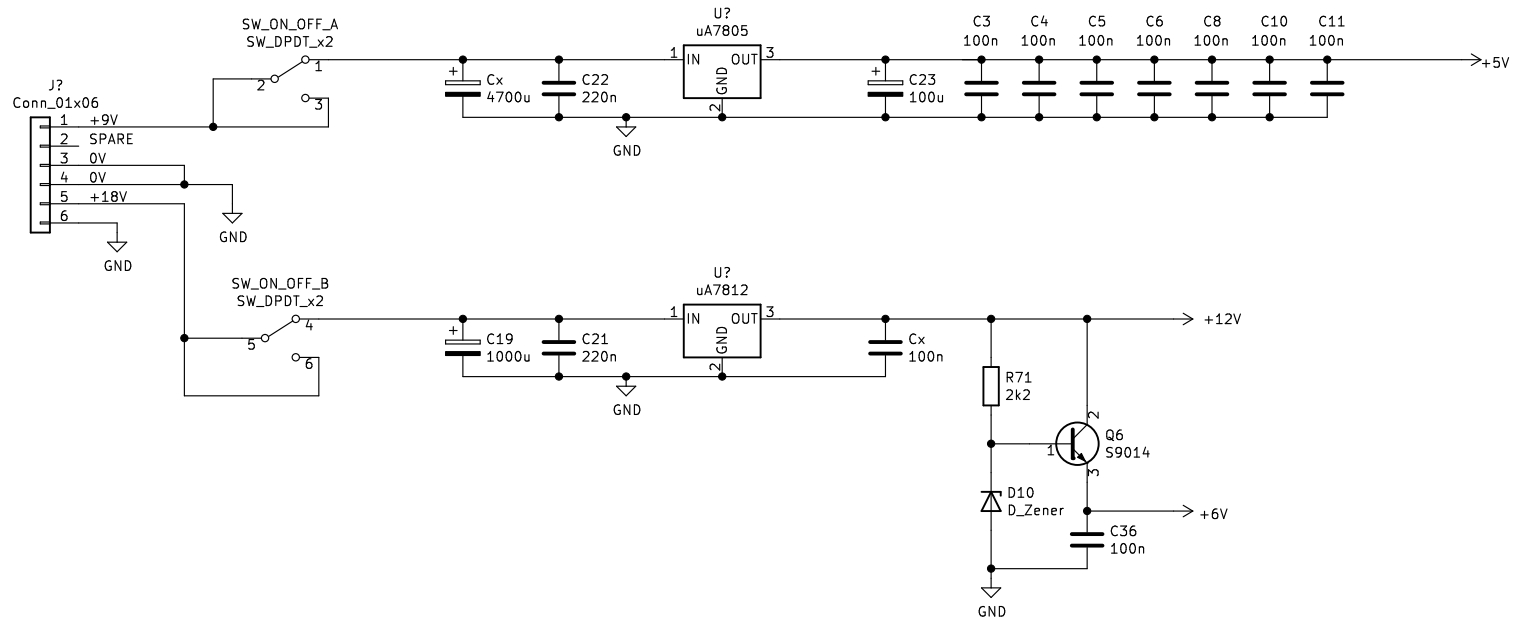 SW_ON_OFF_A
SW_DPDT_x2
1
2
3
J?
Conn_01x06
1 +9V
2 SPARE
3 0V
4 0V
5 +18V
6
GND
GND
+
Cx
4700u
C22
220n
GND
U?
uA7805
1 IN OUT 3
GND
2
+
C23
100u
C3
100n
C4
100n
C5
100n
C6
100n
C8
100n
C10
100n
C11
100n
+5V
SW_ON_OFF_B
SW_DPDT_x2
4
5
6
+
C19
1000u
C21
220n
GND
U?
uA7812
1 IN OUT 3
GND
2
Cx
100n
+12V
R71
2k2
2
1
3
Q6
S9014
D10
D_Zener
+6V
C36
100n
GND